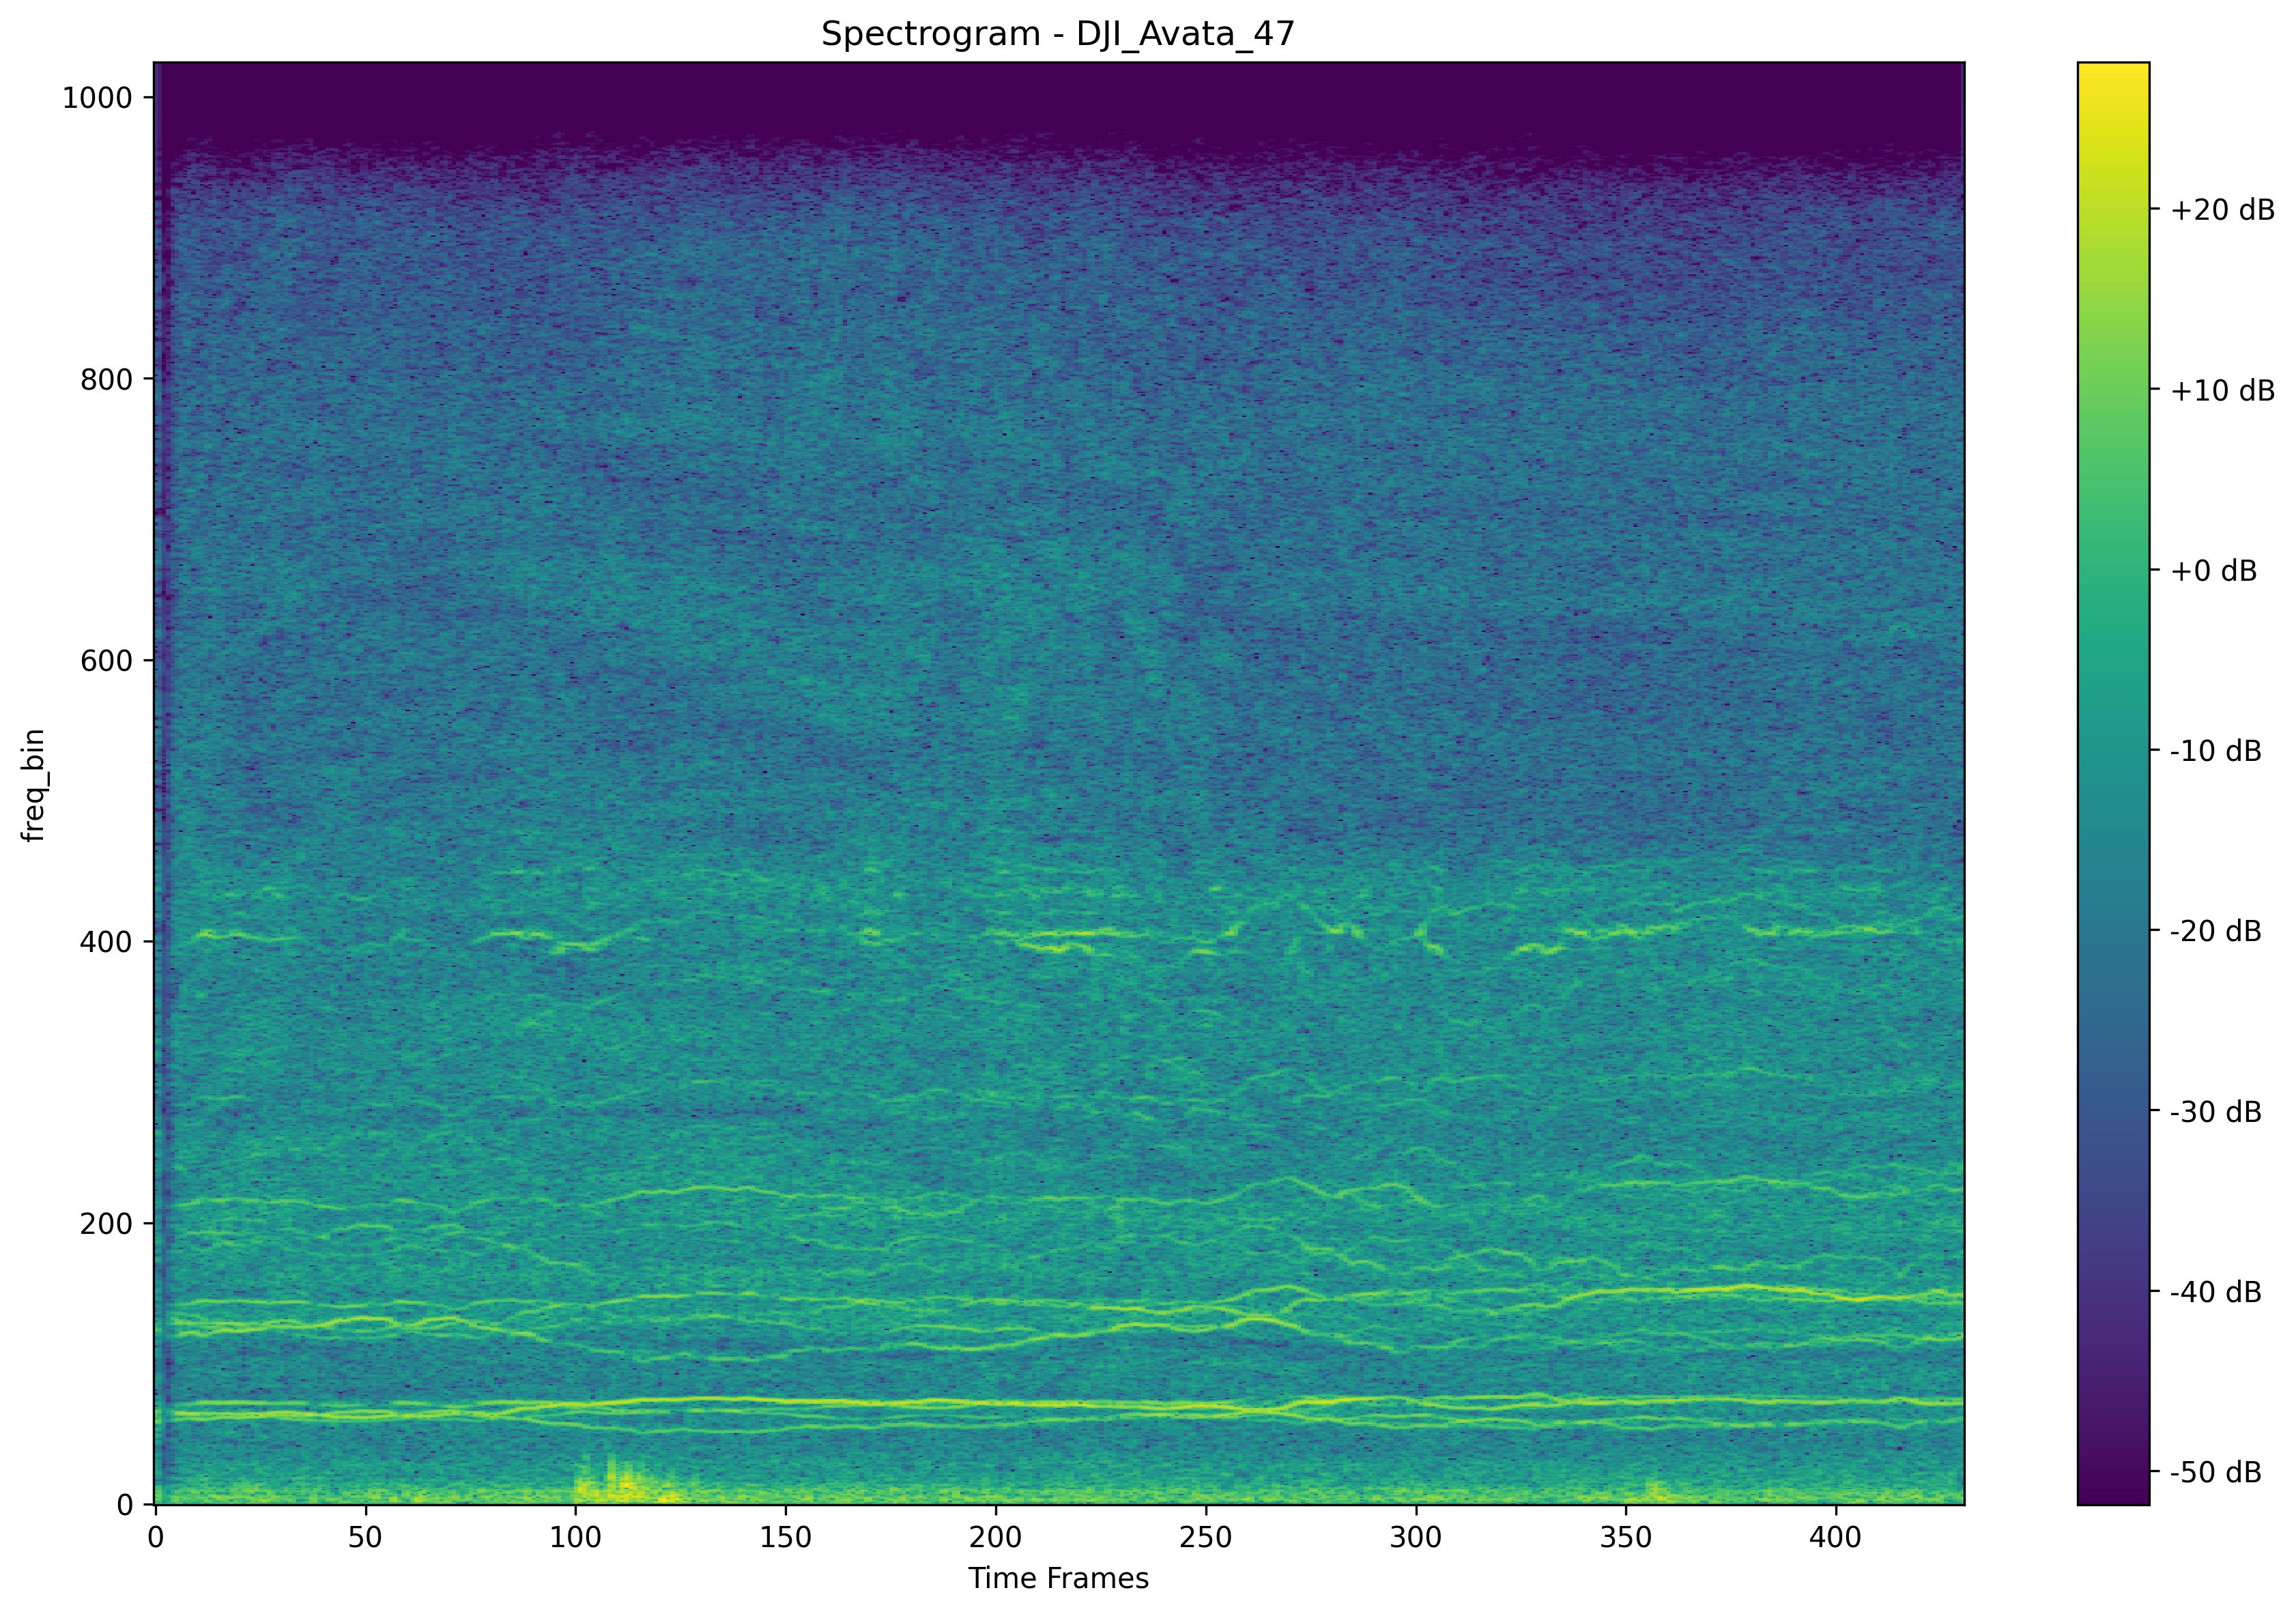 Spectrogram - DJI_Avata_47
1000
800
600
400
200
0
freq_bin
0 50 100 150 200 250 300 350 400
Time Frames
+20 dB
+10 dB
+0 dB
-10 dB
-20 dB
-30 dB
-40 dB
-50 dB